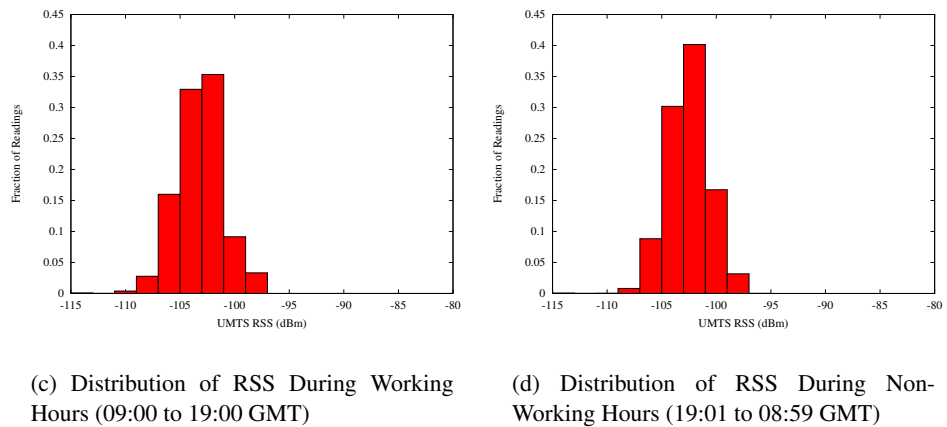 0.45
0.4
0.35
0.3
0.25
0.2
0.15
0.1
0.05
0
Fraction of Readings
-115 -110 -105 -100 -95 -90 -85 -80
UMTS RSS (dBm)
(c) Distribution of RSS During Working
Hours (09:00 to 19:00 GMT)
0.45
0.4
0.35
0.3
0.25
0.2
0.15
0.1
0.05
0
Fraction of Readings
-115 -110 -105 -100 -95 -90 -85 -80
UMTS RSS (dBm)
(d) Distribution of RSS During Non-
Working Hours (19:01 to 08:59 GMT)